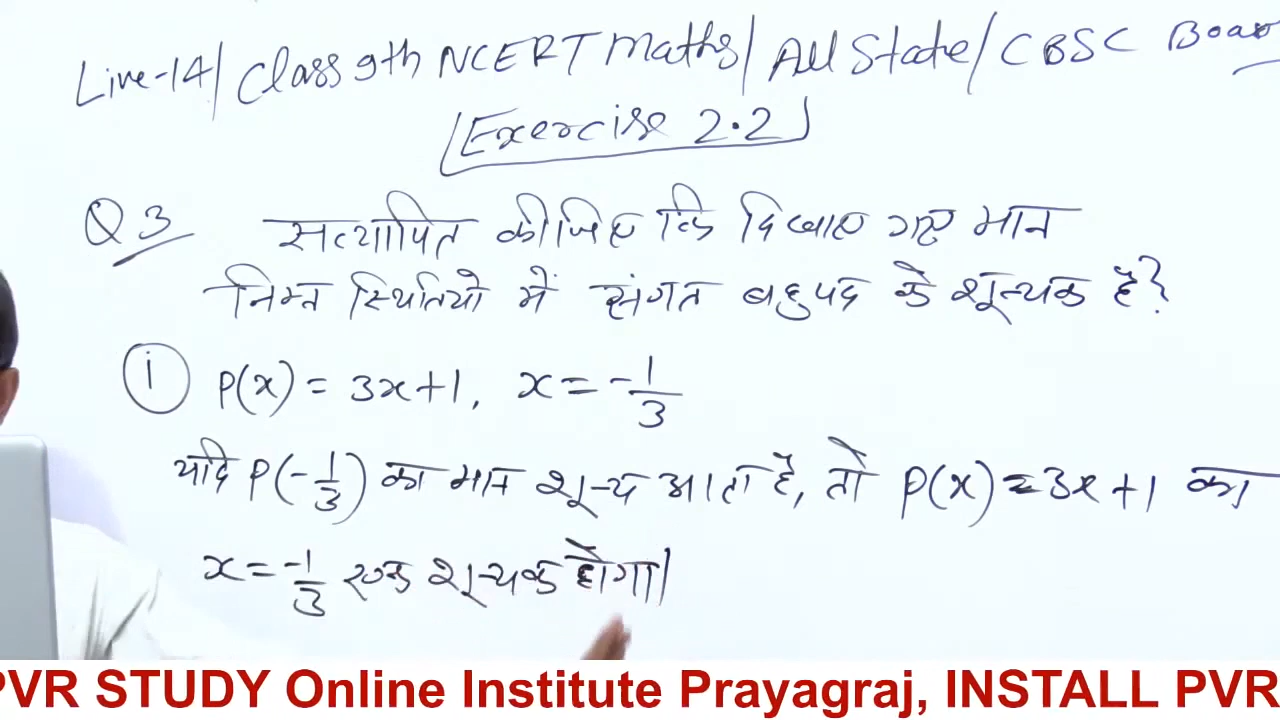 Live-14/ Class 9th NCERT Maths/ All State/ CBSC Boar
Exercise 2.2
Q 3 सत्यापित कीजिए कि दिखाए गए मान
निम्न स्थितियो में संगत बहुपद के शून्यक है?
i p(x) = 3x+1, x = -1/3
यदि p(-1/3) का मान शून्य आता है, तो p(x) = 3x+1 का
x = -1/3 एक शून्यक होगा।
PVR STUDY Online Institute Prayagraj, INSTALL PVR